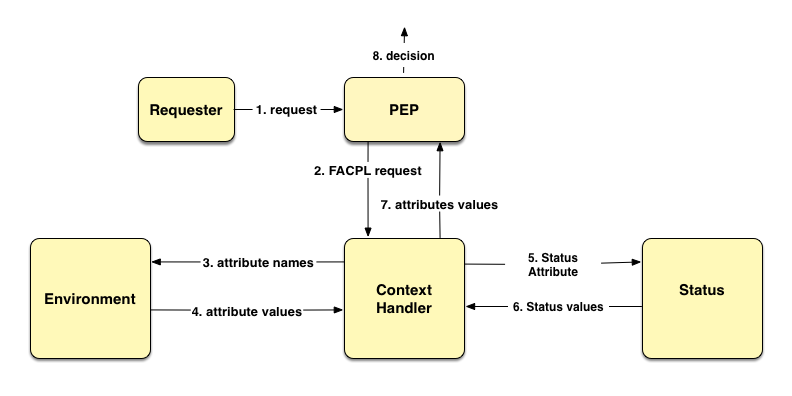 8. decision
Requester
1. request
PEP
2. FACPL request
7. attributes values
3. attribute names
5. Status
Attribute
Environment
Context
Handler
Status
4. attribute values
6. Status values